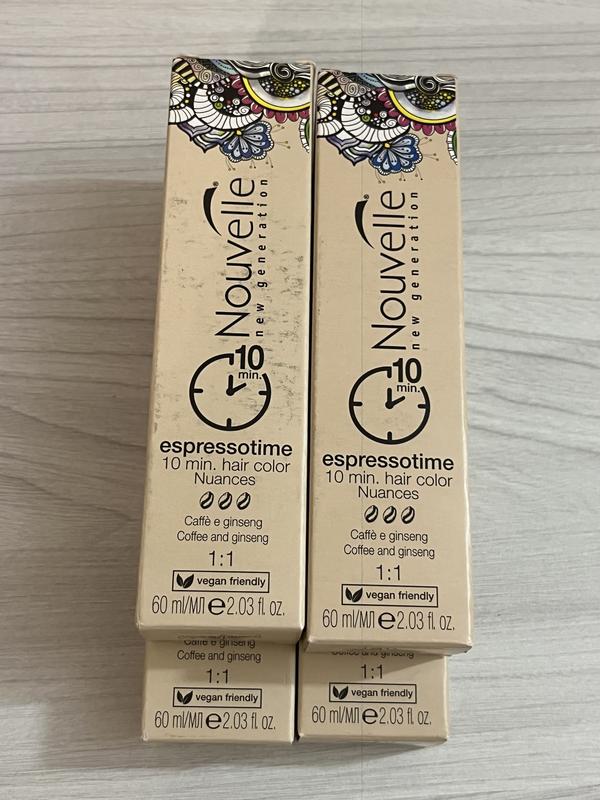 Nouvelle®
new generation
10
min.
espressotime
10 min. hair color
Nuances
Caffè e ginseng
Coffee and ginseng
1:1
vegan friendly
60 ml/МЛ ℮ 2.03 fl. oz.
Nouvelle®
new generation
10
min.
espressotime
10 min. hair color
Nuances
Caffè e ginseng
Coffee and ginseng
1:1
vegan friendly
60 ml/МЛ ℮ 2.03 fl. oz.
Caffè e ginseng
Coffee and ginseng
1:1
vegan friendly
60 ml/МЛ ℮ 2.03 fl. oz.
Coffee and ginseng
1:1
vegan friendly
60 ml/МЛ ℮ 2.03 fl. oz.